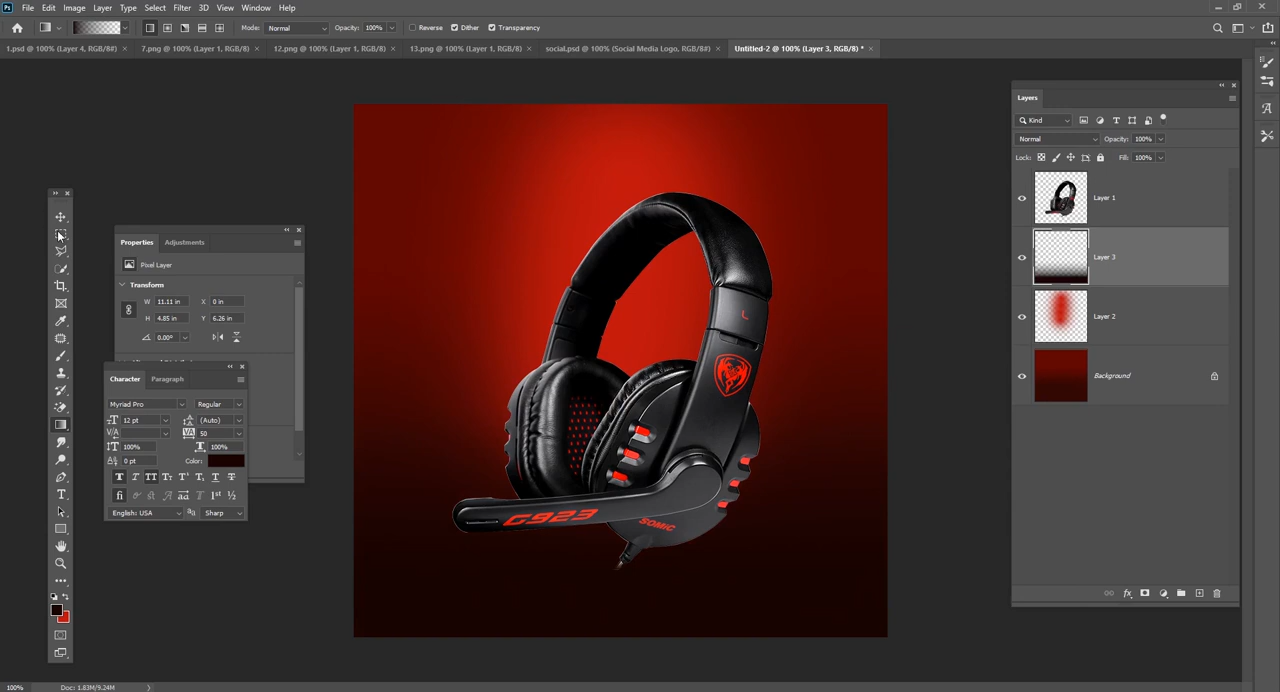 Ps File Edit Image Layer Type Select Filter 3D View Window Help
Mode: Normal Opacity: 100% Reverse Dither Transparency
1.psd @ 100% (Layer 4, RGB/8#) × 7.png @ 100% (Layer 1, RGB/8) × 12.png @ 100% (Layer 1, RGB/8) × 13.png @ 100% (Layer 1, RGB/8) × social.psd @ 100% (Social Media Logo, RGB/8#) × Untitled-2 @ 100% (Layer 3, RGB/8) * ×
Layers
Kind
Normal Opacity: 100%
Lock: Fill: 100%
Layer 1
Layer 3
Layer 2
Background
Properties Adjustments
Pixel Layer
Transform
W 11.11 in X 0 in
H 4.85 in Y 6.26 in
0.00°
Character Paragraph
Myriad Pro Regular
12 pt (Auto)
50
100% 100%
0 pt Color:
English: USA Sharp
L
G923
SOMIC
100% Doc: 1.83M/9.24M